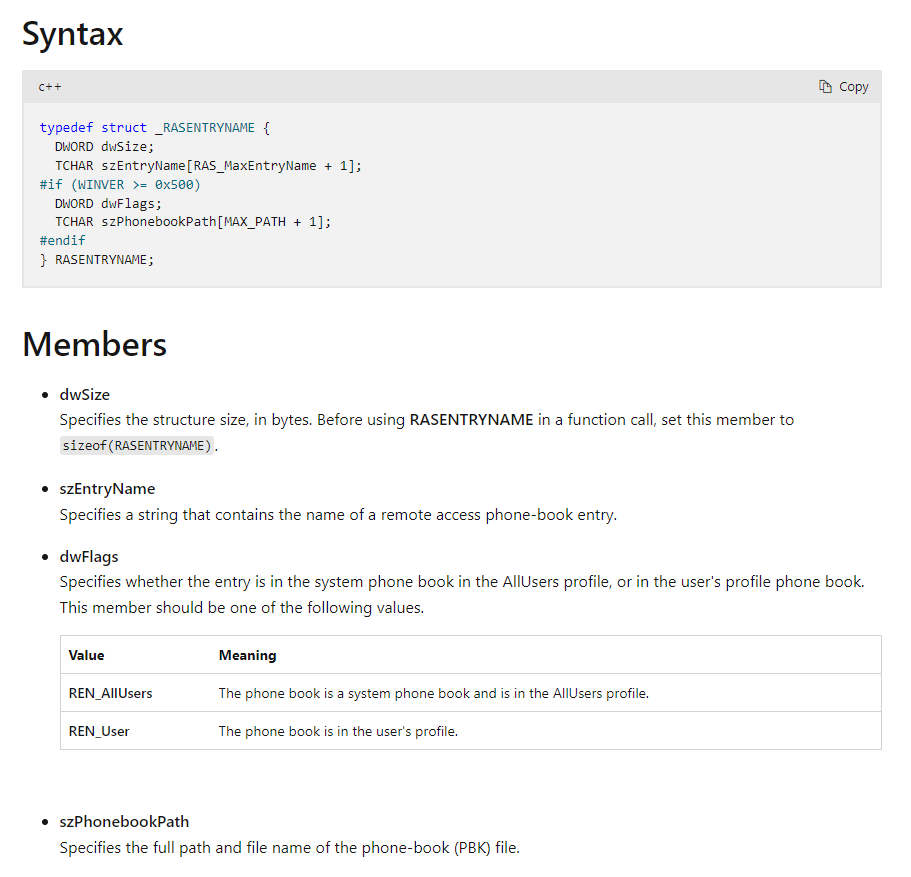 Syntax
c++ Copy
typedef struct _RASENTRYNAME {
  DWORD dwSize;
  TCHAR szEntryName[RAS_MaxEntryName + 1];
#if (WINVER >= 0x500)
  DWORD dwFlags;
  TCHAR szPhonebookPath[MAX_PATH + 1];
#endif
} RASENTRYNAME;
Members
• dwSize
Specifies the structure size, in bytes. Before using RASENTRYNAME in a function call, set this member to
sizeof(RASENTRYNAME).
• szEntryName
Specifies a string that contains the name of a remote access phone-book entry.
• dwFlags
Specifies whether the entry is in the system phone book in the AllUsers profile, or in the user's profile phone book.
This member should be one of the following values.
Value Meaning
REN_AllUsers The phone book is a system phone book and is in the AllUsers profile.
REN_User The phone book is in the user's profile.
• szPhonebookPath
Specifies the full path and file name of the phone-book (PBK) file.